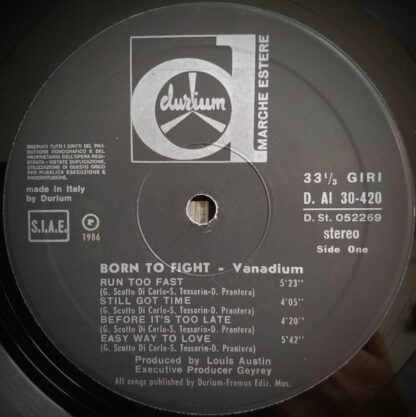 durium
MARCHE ESTERE
RISERVATI TUTTI I DIRITTI DEL PRO-
DUTTORE FONOGRAFICO E DEL
PROPRIETARIO DELL'OPERA REGI-
STRATA - VIETATE DUPLICAZIONE,
UTILIZZAZIONE DI QUESTO DISCO
PER PUBBLICA ESECUZIONE E
RADIODIFFUSIONE.
made in Italy
by Durium
S.I.A.E.
℗
1986
33 1/3 GIRI
D. AI 30-420
D. St. 052269
stereo
Side One
BORN TO FIGHT - Vanadium
RUN TOO FAST 5'23''
(G. Scotto Di Carlo-S. Tessarin-D. Prantera)
STILL GOT TIME 4'05''
(G. Scotto Di Carlo-S. Tessarin-D. Prantera)
BEFORE IT'S TOO LATE 4'20''
(G. Scotto Di Carlo-S. Tessarin-D. Prantera)
EASY WAY TO LOVE 5'42''
(G. Scotto Di Carlo-S. Tessarin-D. Prantera)
Produced by Louis Austin
Executive Producer Geyrey
All songs published by Durium-Fremus Ediz. Mus.